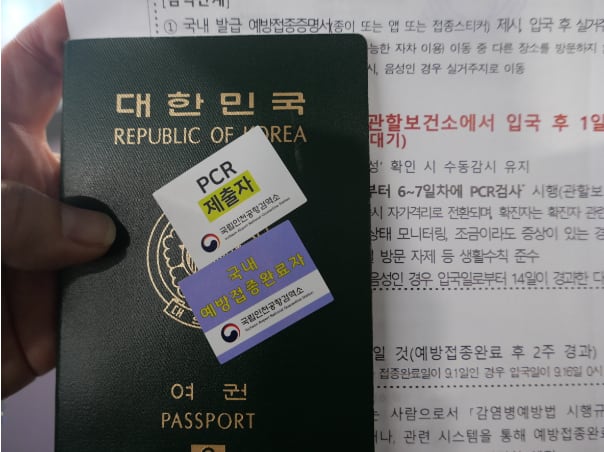 대한민국
REPUBLIC OF KOREA
PCR
제출자
국립인천공항검역소
국내
예방접종완료자
국립인천공항검역소
여 권
PASSPORT
① 국내 발급 예방접종증명서(종이 또는 앱 또는 접종스티커) 제시, 입국 후 실거주
능한 자차 이용) 이동 중 다른 장소를 방문하지
시, 음성인 경우 실거주지로 이동
관할보건소에서 입국 후 1일
대기)
성' 확인 시 수동감시 유지
부터 6~7일차에 PCR검사 시행(관할보
시 자가격리로 전환되며, 확진자는 확진자 관련
상태 모니터링, 조금이라도 증상이 있는 경
방문 자제 등 생활수칙 준수
음성인 경우 입국일로부터 14일이 경과한 다
일 것(예방접종완료 후 2주 경과)
접종완료일이 9.1일인 경우 입국일이 9.16일 0시
는 사람으로서 「감염병예방법 시행규
나, 관련 시스템을 통해 예방접종완료